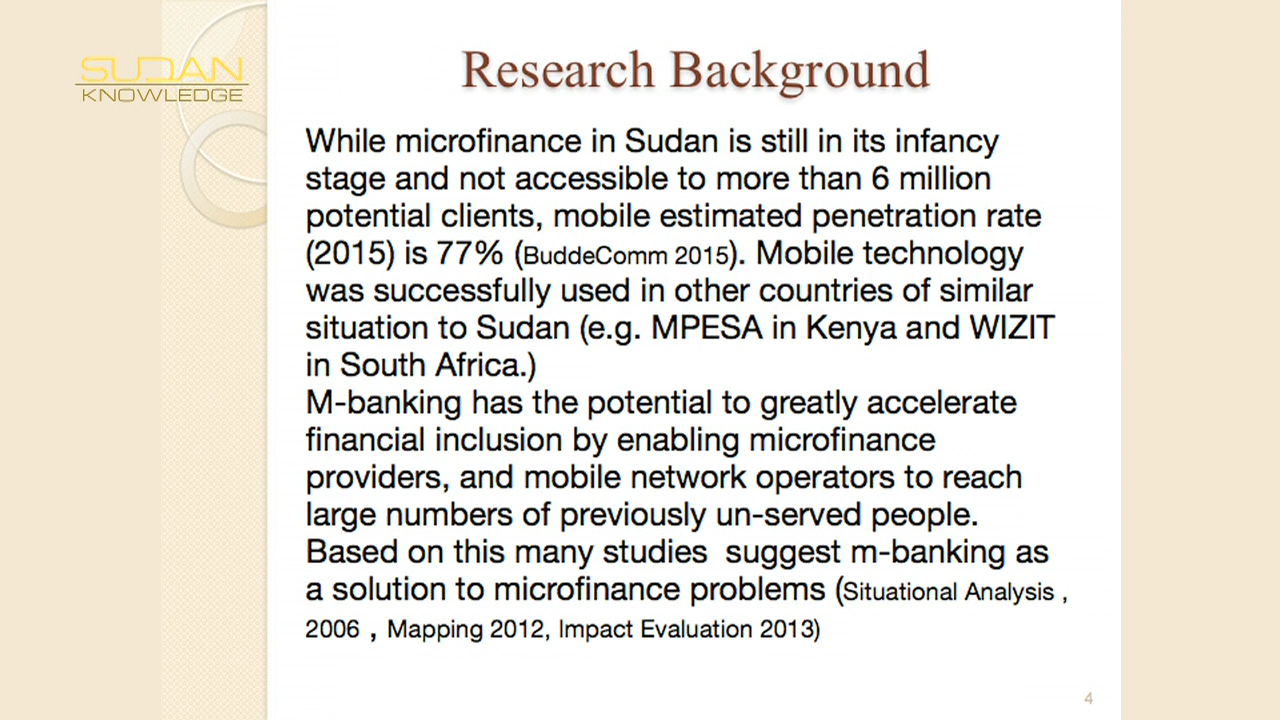 SUDAN
KNOWLEDGE
Research Background
While microfinance in Sudan is still in its infancy
stage and not accessible to more than 6 million
potential clients, mobile estimated penetration rate
(2015) is 77% (BuddeComm 2015). Mobile technology
was successfully used in other countries of similar
situation to Sudan (e.g. MPESA in Kenya and WIZIT
in South Africa.)
M-banking has the potential to greatly accelerate
financial inclusion by enabling microfinance
providers, and mobile network operators to reach
large numbers of previously un-served people.
Based on this many studies  suggest m-banking as
a solution to microfinance problems (Situational Analysis ,
2006 , Mapping 2012, Impact Evaluation 2013)
4